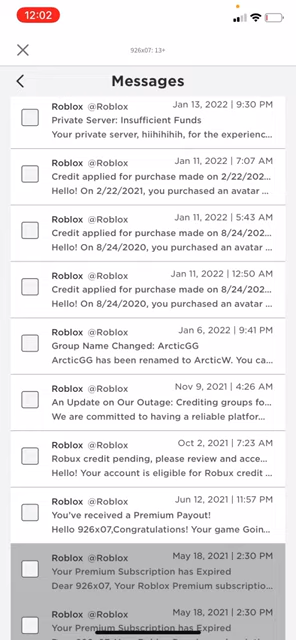 12:02
926x07: 13+
Messages
Roblox @Roblox Jan 13, 2022 | 9:30 PM
Private Server: Insufficient Funds
Your private server, hiihihihih, for the experienc...
Roblox @Roblox Jan 11, 2022 | 7:07 AM
Credit applied for purchase made on 2/22/202...
Hello! On 2/22/2021, you purchased an avatar ...
Roblox @Roblox Jan 11, 2022 | 5:43 AM
Credit applied for purchase made on 8/24/202...
Hello! On 8/24/2020, you purchased an avatar ...
Roblox @Roblox Jan 11, 2022 | 12:50 AM
Credit applied for purchase made on 8/24/202...
Hello! On 8/24/2020, you purchased an avatar ...
Roblox @Roblox Jan 6, 2022 | 9:41 PM
Group Name Changed: ArcticGG
ArcticGG has been renamed to ArcticW. You ca...
Roblox @Roblox Nov 9, 2021 | 4:26 AM
An Update on Our Outage: Crediting groups fo...
We are committed to having a reliable platfor...
Roblox @Roblox Oct 2, 2021 | 7:23 AM
Robux credit pending, please review and acce...
Hello! Your account is eligible for Robux credit ...
Roblox @Roblox Jun 12, 2021 | 11:57 PM
You've received a Premium Payout!
Hello 926x07,Congratulations! Your game Goin...
Roblox @Roblox May 18, 2021 | 2:30 PM
Your Premium Subscription has Expired
Dear 926x07, Your Roblox Premium subscriptio...
Roblox @Roblox May 18, 2021 | 2:30 PM
Your Premium Subscription has Expired